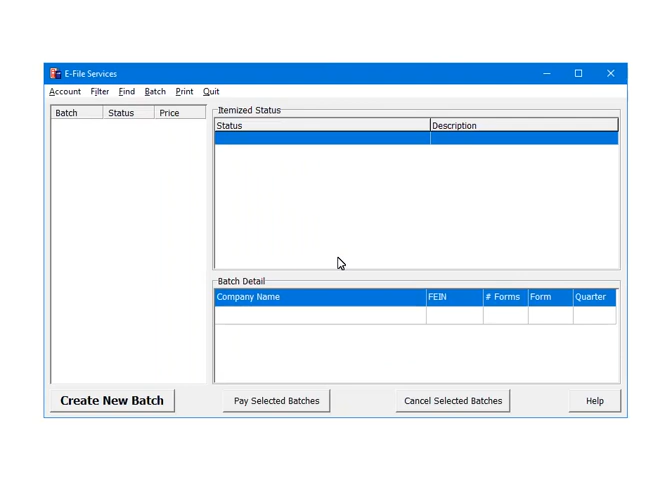 E-File Services
Account Filter Find Batch Print Quit
Batch Status Price
Itemized Status
Status Description
Batch Detail
Company Name FEIN # Forms Form Quarter
Create New Batch Pay Selected Batches Cancel Selected Batches Help